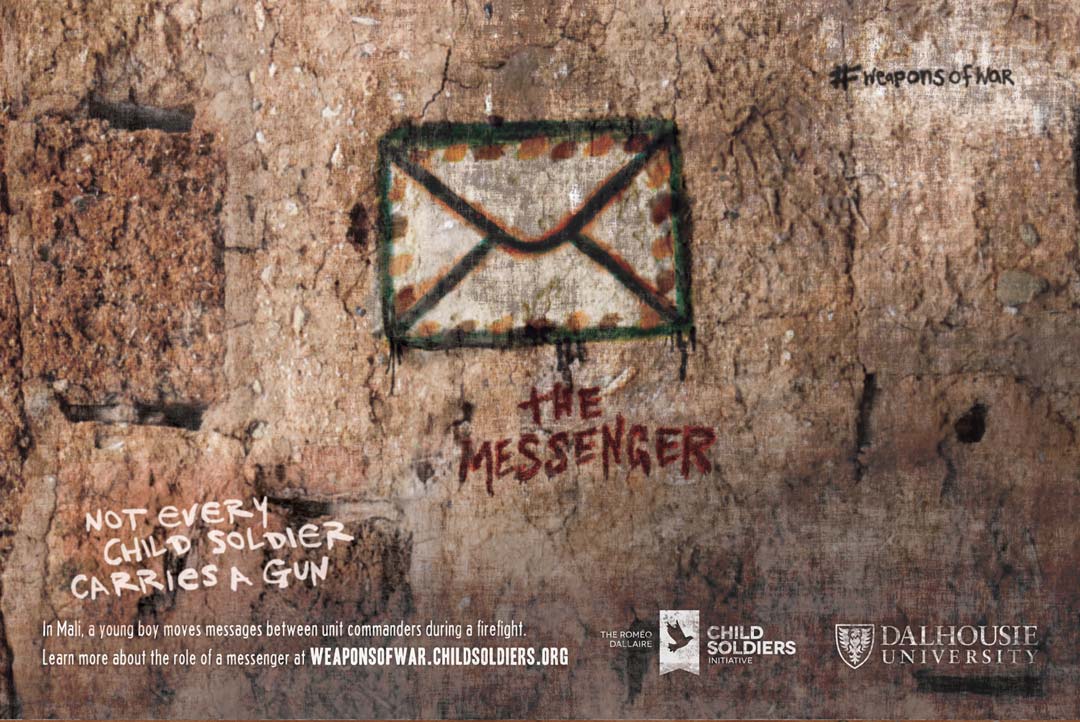 #WeaponsofWar
THE
MESSENGER
NOT EVERY
CHILD SOLDIER
CARRIES A GUN
In Mali, a young boy moves messages between unit commanders during a firefight.
Learn more about the role of a messenger at WEAPONSOFWAR.CHILDSOLDIERS.ORG
THE ROMÉO
DALLAIRE
CHILD
SOLDIERS
INITIATIVE
DALHOUSIE
UNIVERSITY